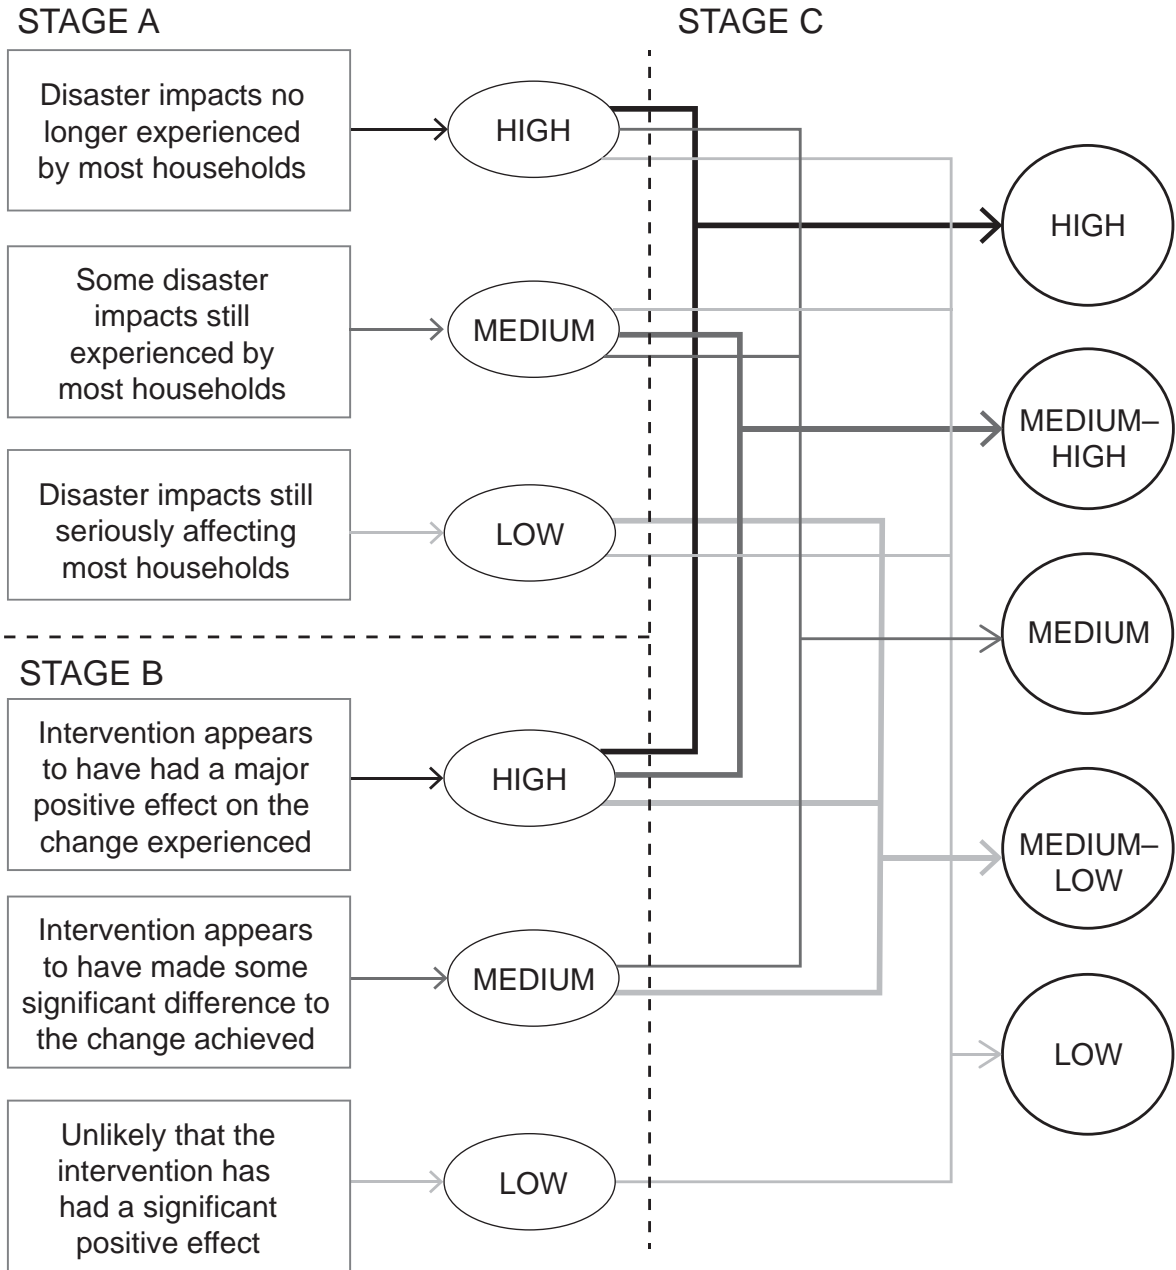 STAGE A
Disaster impacts no
longer experienced
by most households
HIGH
Some disaster
impacts still
experienced by
most households
MEDIUM
Disaster impacts still
seriously affecting
most households
LOW
STAGE B
Intervention appears
to have had a major
positive effect on the
change experienced
HIGH
Intervention appears
to have made some
significant difference to
the change achieved
MEDIUM
Unlikely that the
intervention has
had a significant
positive effect
LOW
STAGE C
HIGH
MEDIUM–
HIGH
MEDIUM
MEDIUM–
LOW
LOW